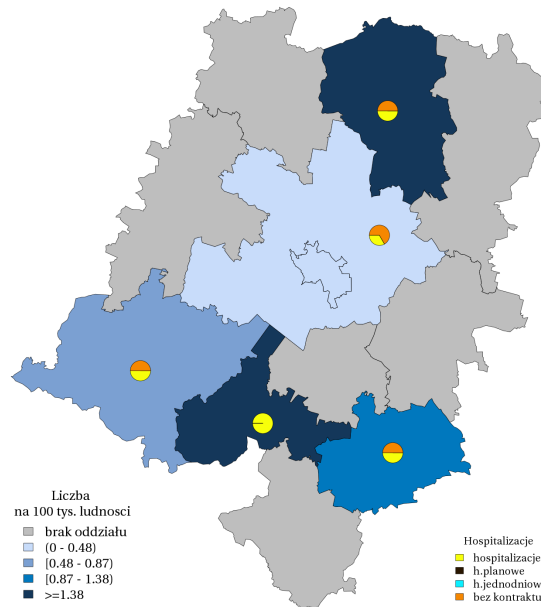 Liczba
na 100 tys. ludnosci
brak oddziału
(0 - 0.48)
[0.48 - 0.87)
[0.87 - 1.38)
>=1.38
Hospitalizacje
hospitalizacje
h.planowe
h.jednodniow
bez kontraktu